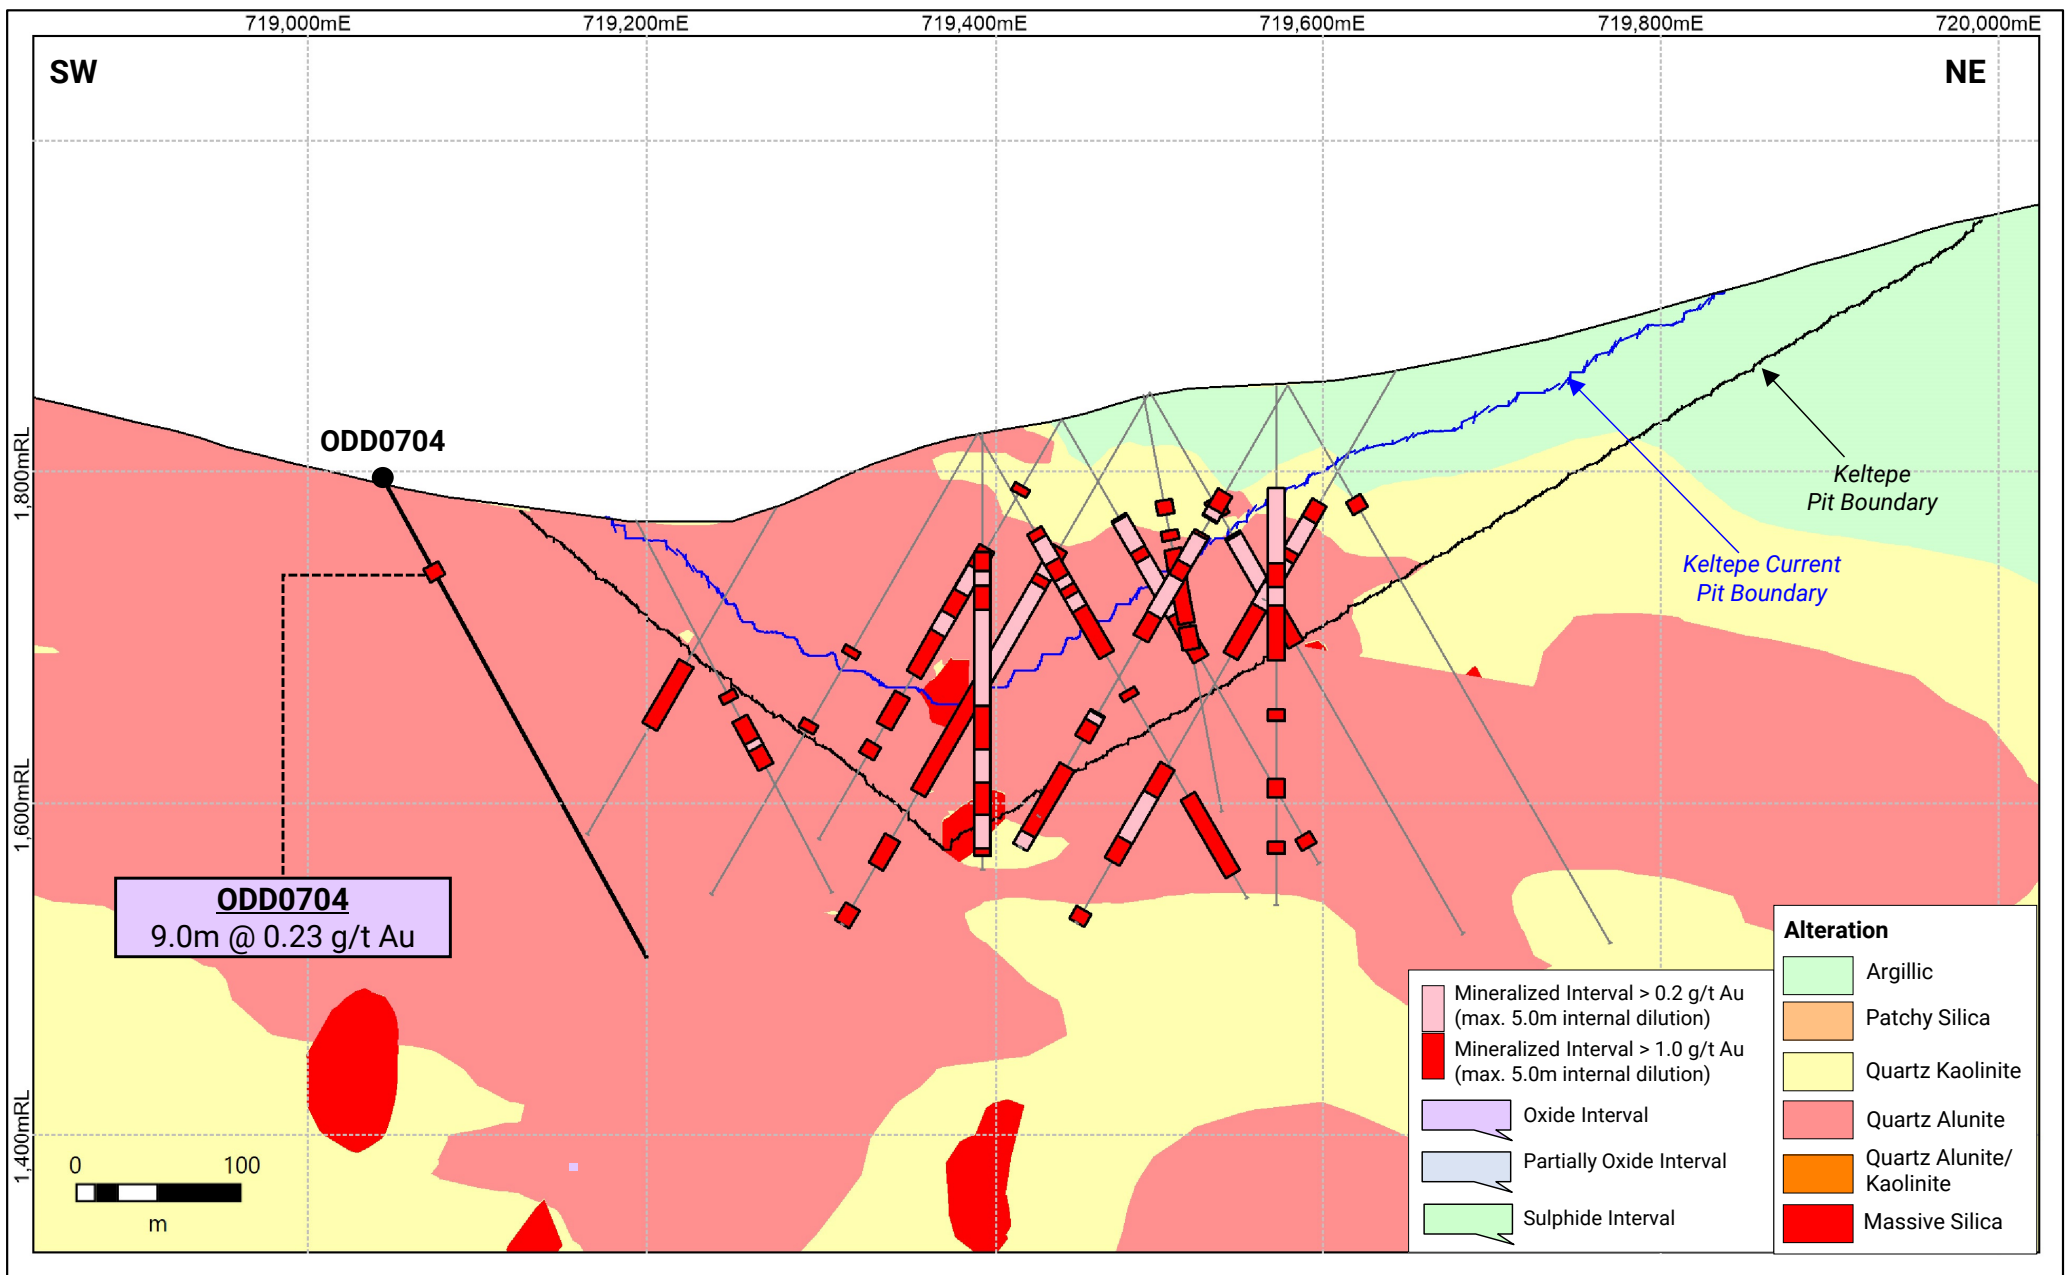 719,000mE
719,200mE
719,400mE
719,600mE
719,800mE
720,000mE
SW
NE
1,800mRL
1,600mRL
1,400mRL
ODD0704
Keltepe
Pit Boundary
Keltepe Current
Pit Boundary
ODD0704
9.0m @ 0.23 g/t Au
0
100
m
Mineralized Interval > 0.2 g/t Au
(max. 5.0m internal dilution)
Mineralized Interval > 1.0 g/t Au
(max. 5.0m internal dilution)
Oxide Interval
Partially Oxide Interval
Sulphide Interval
Alteration
Argillic
Patchy Silica
Quartz Kaolinite
Quartz Alunite
Quartz Alunite/
Kaolinite
Massive Silica